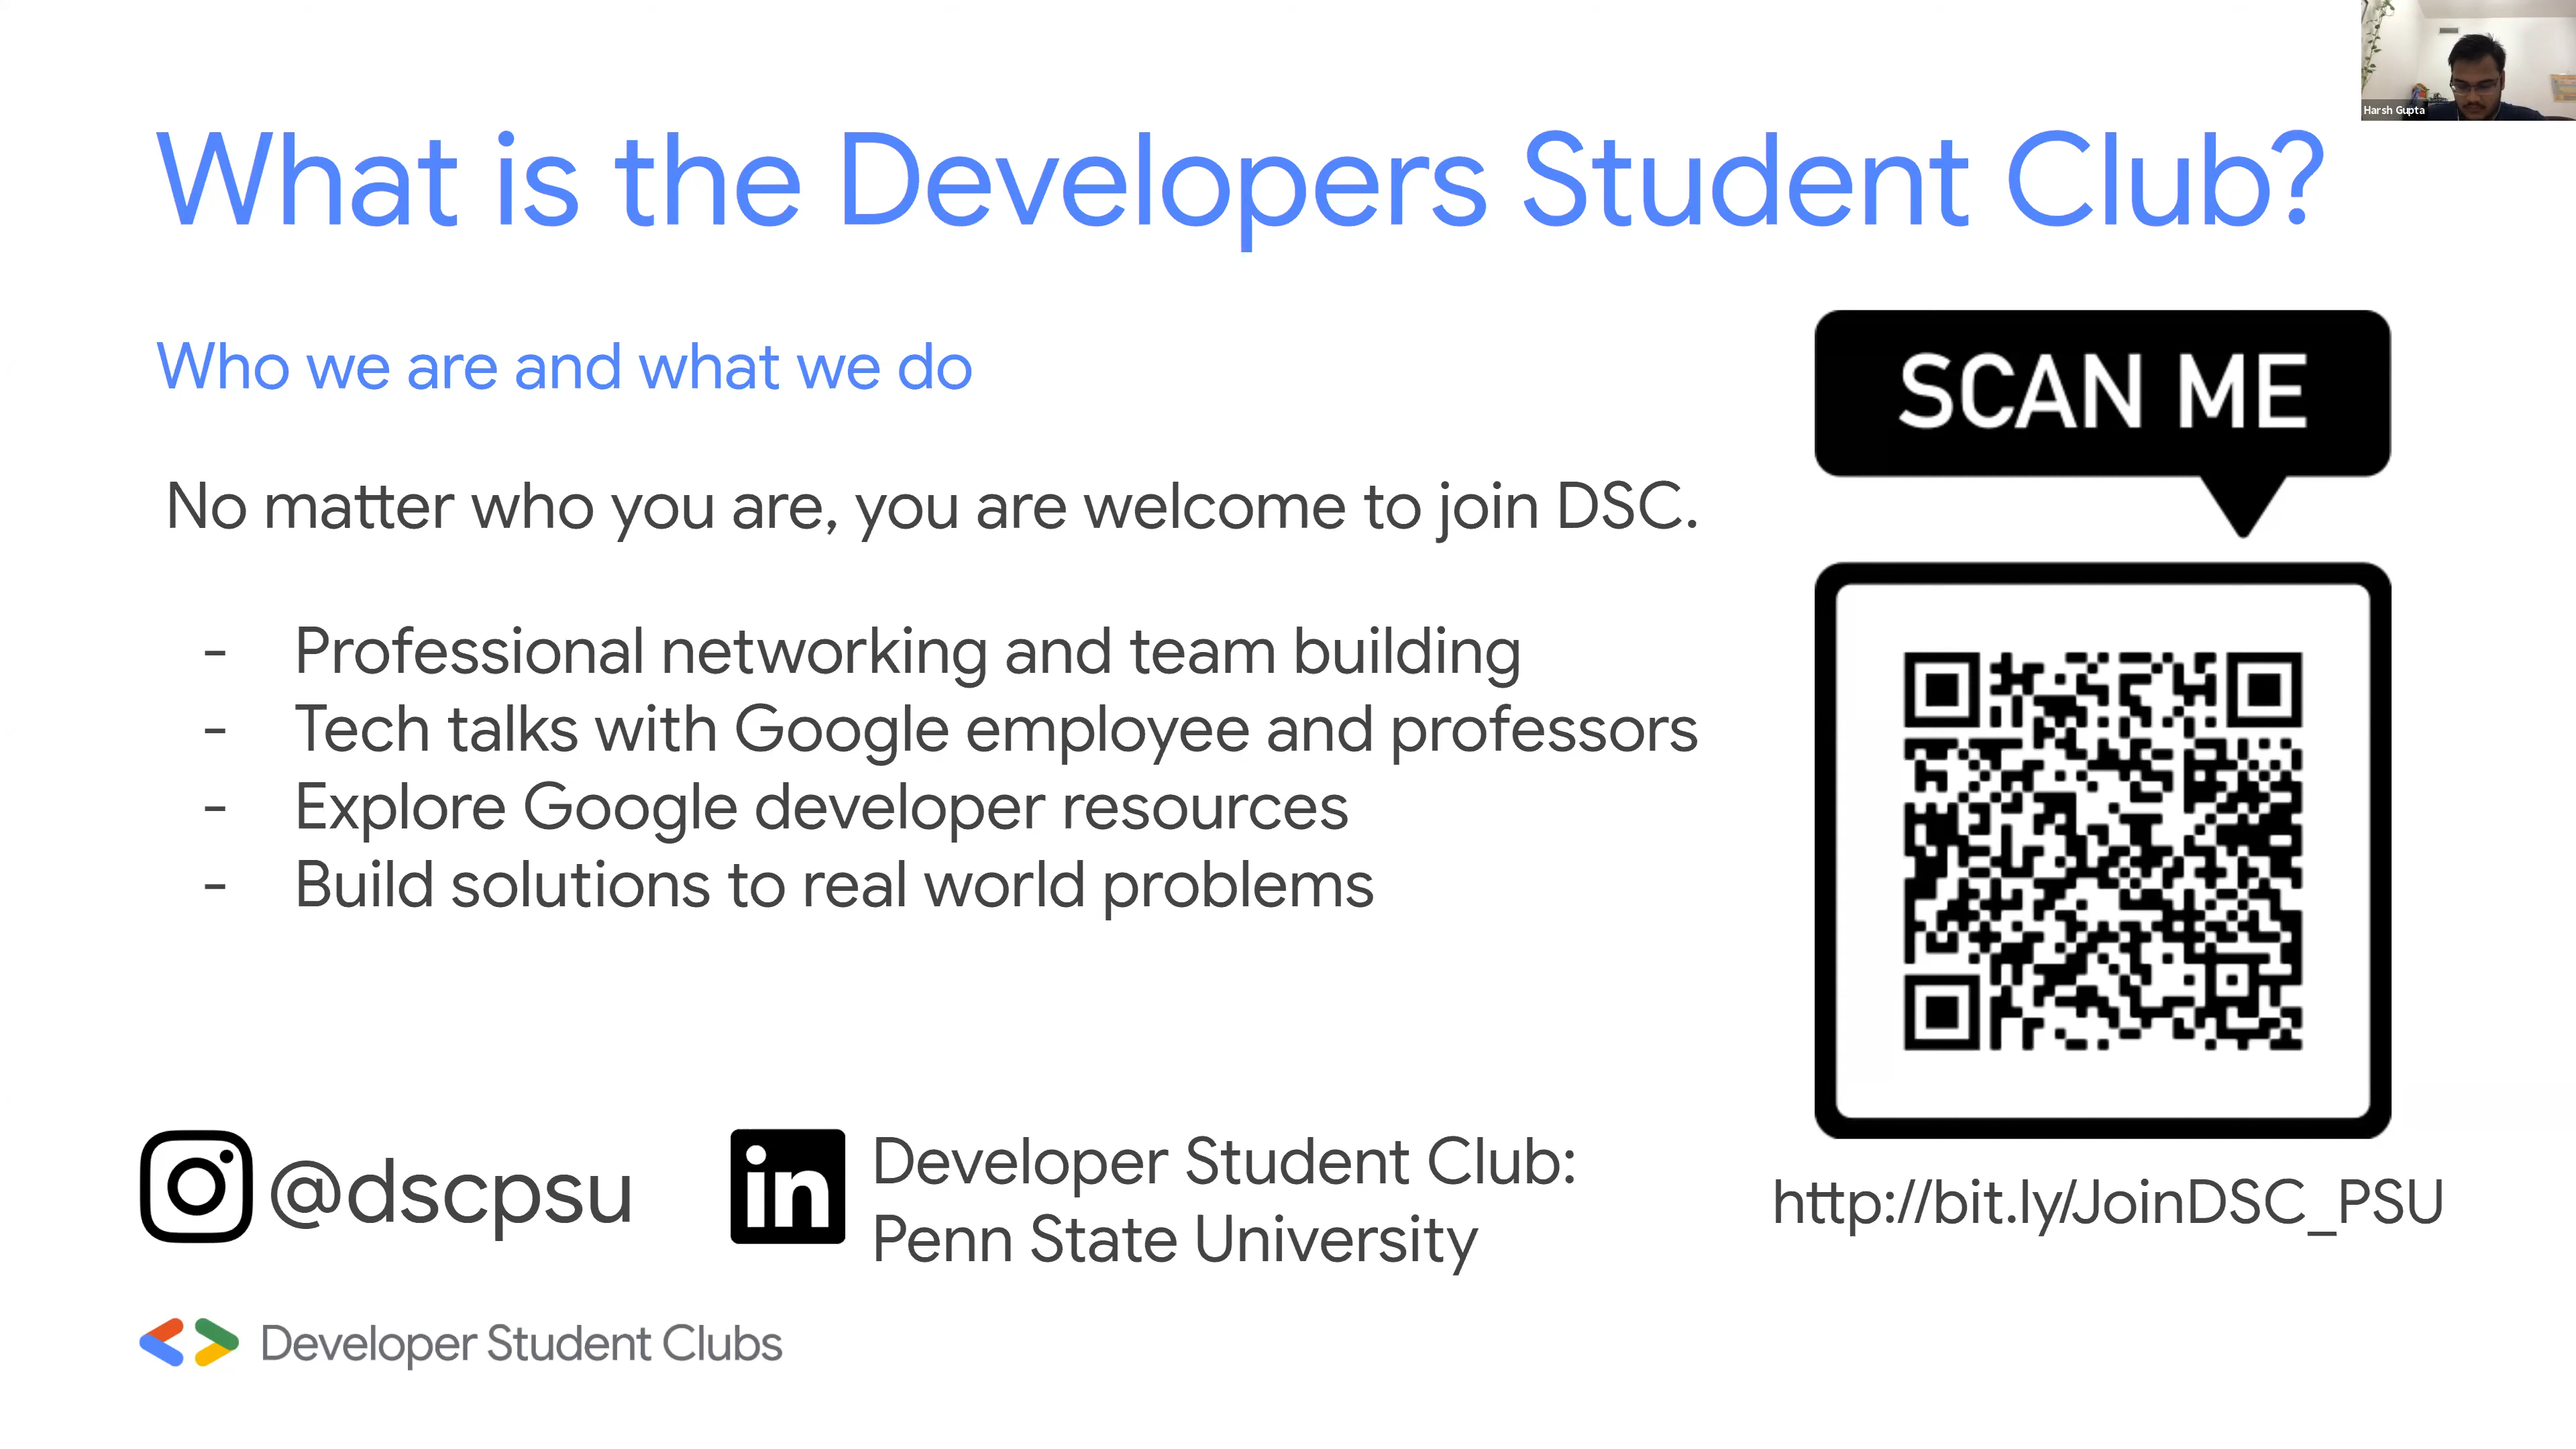 Harsh Gupta
What is the Developers Student Club?
Who we are and what we do
No matter who you are, you are welcome to join DSC.
- Professional networking and team building
- Tech talks with Google employee and professors
- Explore Google developer resources
- Build solutions to real world problems
SCAN ME
http://bit.ly/JoinDSC_PSU
@dscpsu
in
Developer Student Club:
Penn State University
Developer Student Clubs